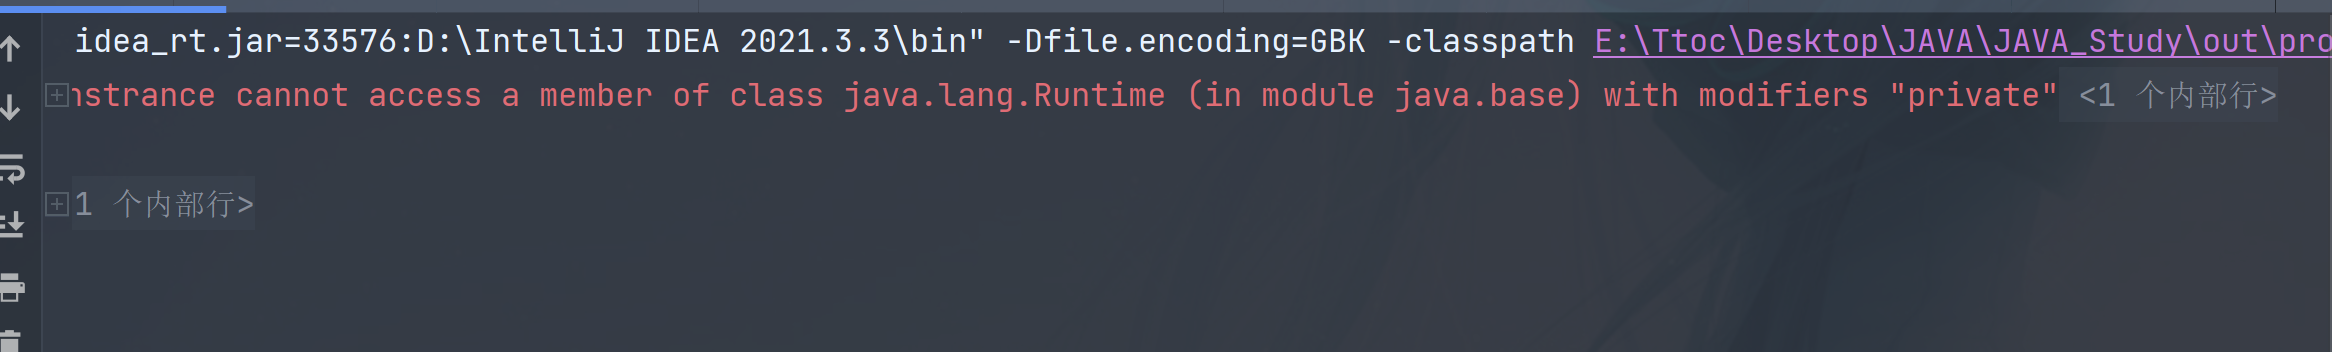 idea_rt.jar=33576:D:\IntelliJ IDEA 2021.3.3\bin" -Dfile.encoding=GBK -classpath E:\Ttoc\Desktop\JAVA\JAVA_Study\out\pro
nstrance cannot access a member of class java.lang.Runtime (in module java.base) with modifiers "private" <1 个内部行>
1 个内部行>